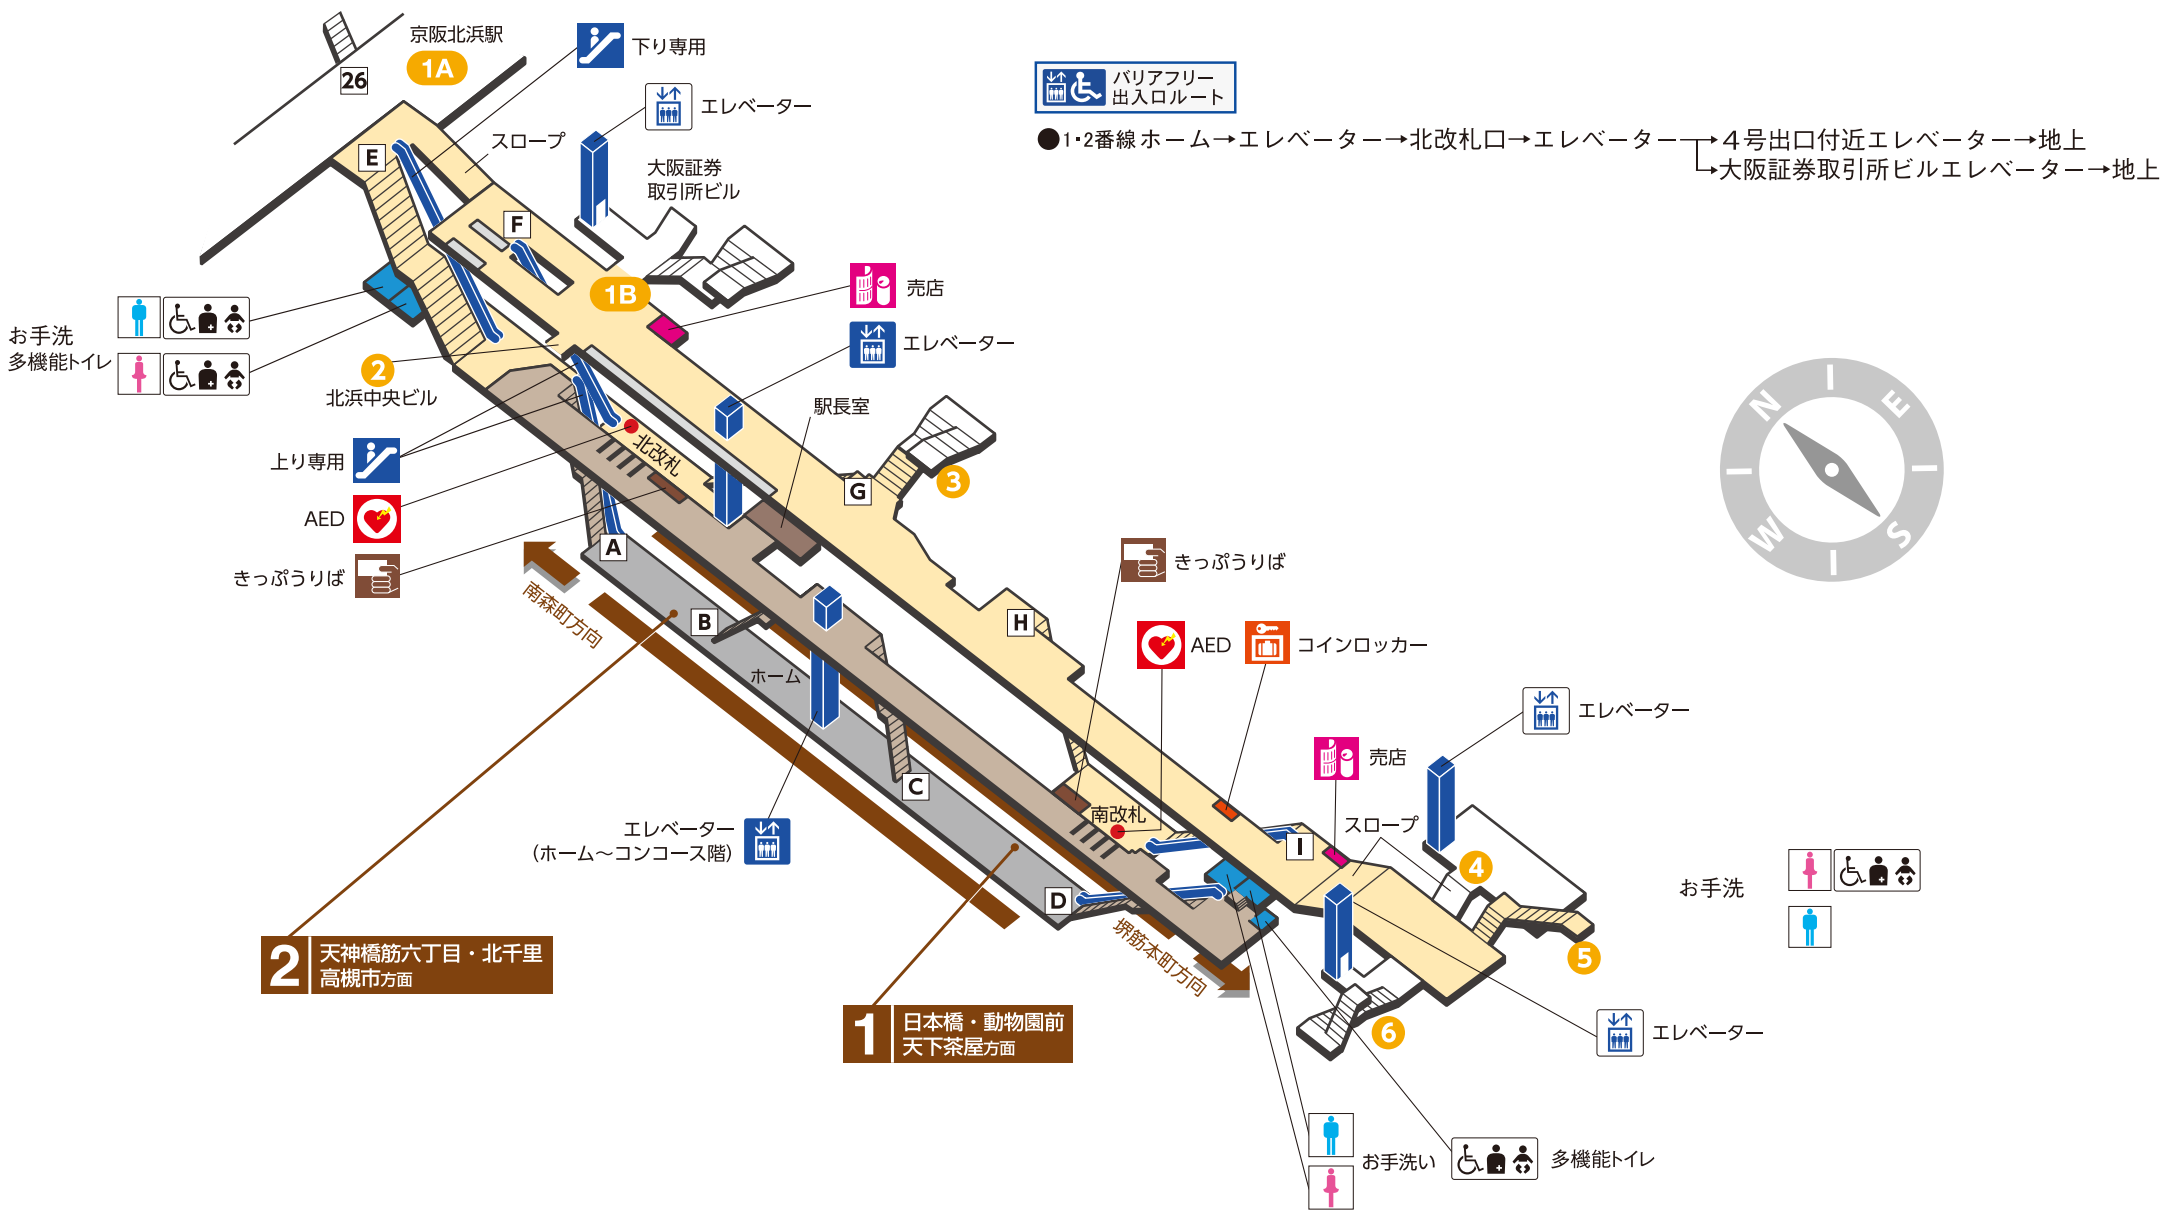 京阪北浜駅
1A
26
下り専用
エレベーター
スロープ
大阪証券
取引所ビル
バリアフリー
出入口ルート
●1・2番線 ホーム→エレベーター→北改札口→エレベーター→4号出口付近エレベーター→地上
→大阪証券取引所ビルエレベーター→地上
E
F
1B
売店
エレベーター
お手洗
多機能トイレ
2
北浜中央ビル
駅長室
上り専用
北改札
AED
きっぷうりば
G
3
A
南森町方向
B
ホーム
H
きっぷうりば
AED
コインロッカー
N
E
W
S
エレベーター
(ホーム〜コンコース階)
C
南改札
売店
エレベーター
スロープ
I
4
D
堺筋本町方向
5
お手洗
2
天神橋筋六丁目・北千里
高槻市方面
1
日本橋・動物園前
天下茶屋方面
6
エレベーター
お手洗い
多機能トイレ